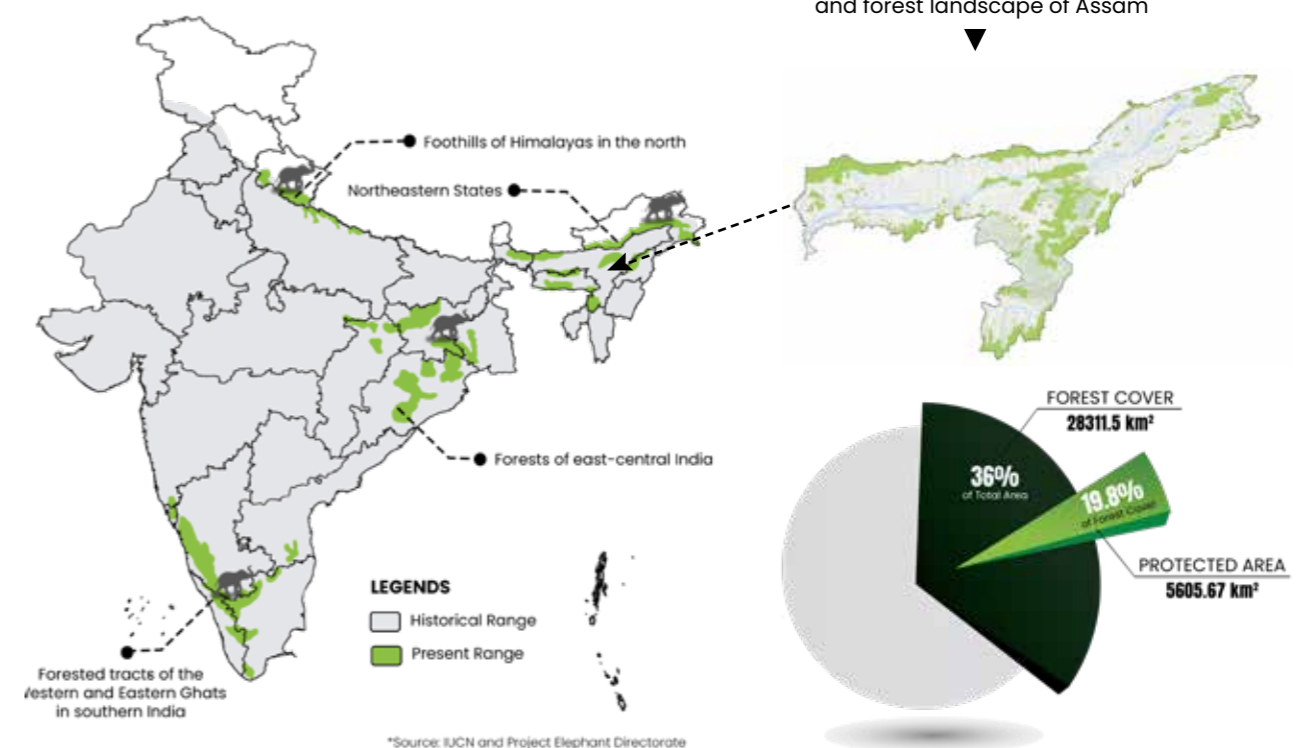 and forest landscape of Assam
Foothills of Himalayas in the north
Northeastern States
Forests of east-central India
LEGENDS
Historical Range
Present Range
Forested tracts of the
Western and Eastern Ghats
in southern India
*Source: IUCN and Project Elephant Directorate
FOREST COVER
28311.5 km²
36%
of Total Area
19.8%
of Forest Cover
PROTECTED AREA
5605.67 km²